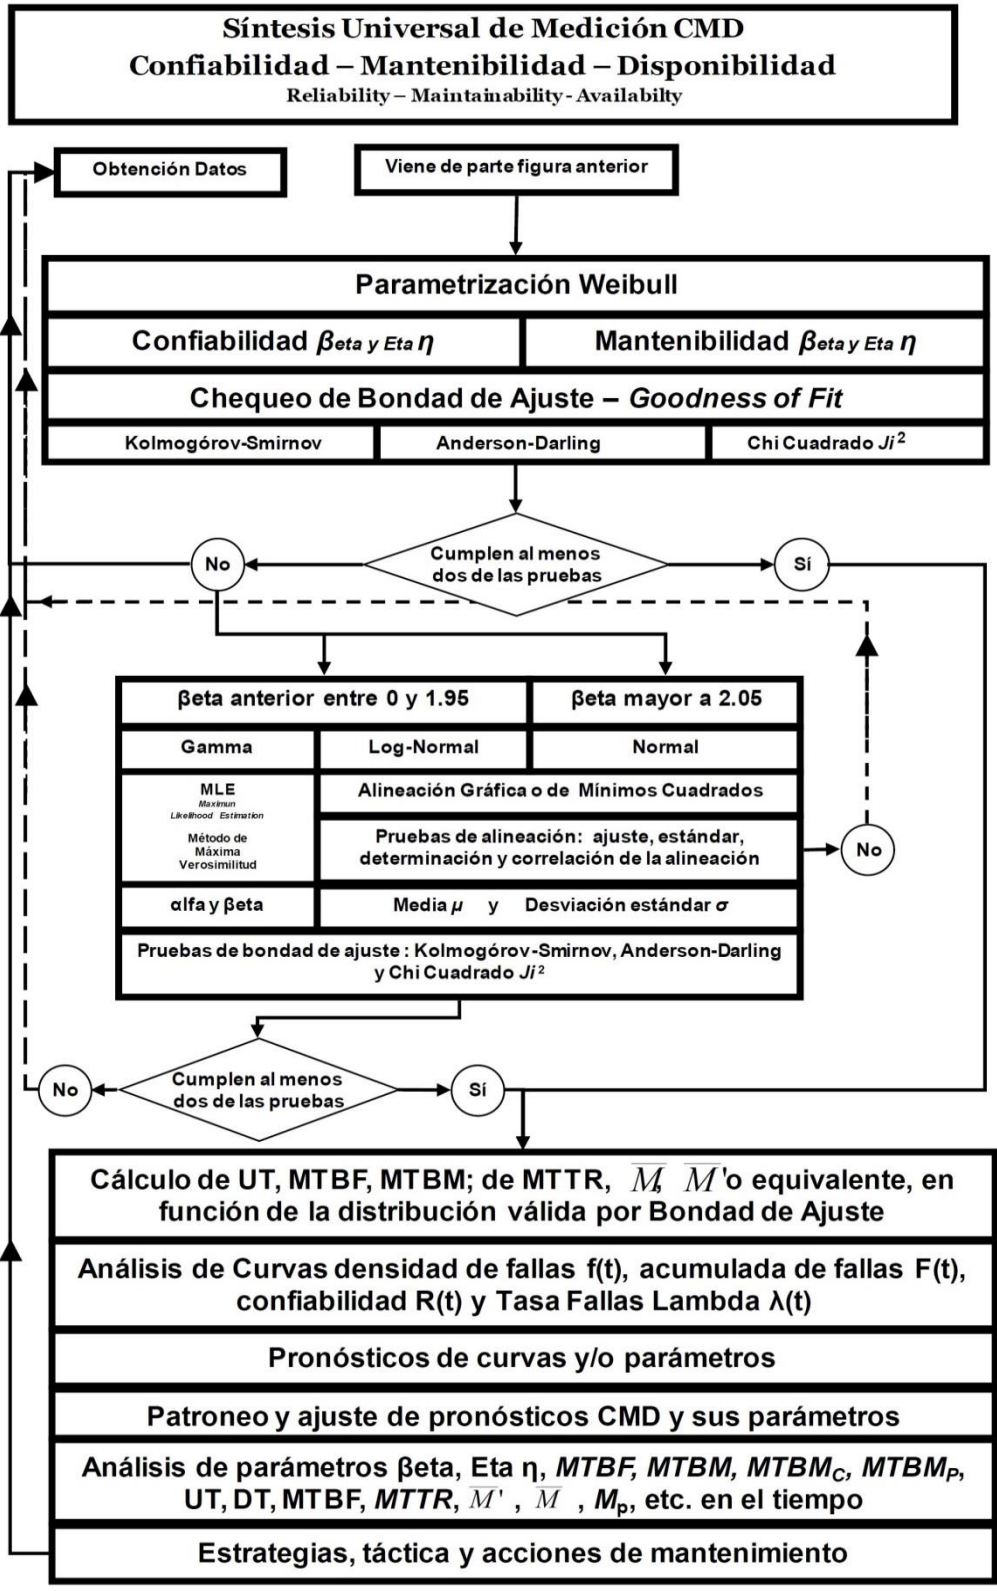 Síntesis Universal de Medición CMD
Confiabilidad – Mantenibilidad – Disponibilidad
Reliability – Maintainability - Availabilty
Obtención Datos
Viene de parte figura anterior
Parametrización Weibull
Confiabilidad βeta y Eta η
Mantenibilidad βeta y Eta η
Chequeo de Bondad de Ajuste – Goodness of Fit
Kolmogórov-Smirnov
Anderson-Darling
Chi Cuadrado Ji²
No
Cumplen al menos
dos de las pruebas
Sí
βeta anterior entre 0 y 1.95
βeta mayor a 2.05
Gamma
Log-Normal
Normal
MLE
Maximun
Likelihood Estimation
Método de
Máxima
Verosimilitud
Alineación Gráfica o de Mínimos Cuadrados
Pruebas de alineación: ajuste, estándar,
determinación y correlación de la alineación
No
αlfa y βeta
Media μ y Desviación estándar σ
Pruebas de bondad de ajuste : Kolmogórov-Smirnov, Anderson-Darling
y Chi Cuadrado Ji²
No
Cumplen al menos
dos de las pruebas
Sí
Cálculo de UT, MTBF, MTBM; de MTTR, M̅, M̅'o equivalente, en
función de la distribución válida por Bondad de Ajuste
Análisis de Curvas densidad de fallas f(t), acumulada de fallas F(t),
confiabilidad R(t) y Tasa Fallas Lambda λ(t)
Pronósticos de curvas y/o parámetros
Patroneo y ajuste de pronósticos CMD y sus parámetros
Análisis de parámetros βeta, Eta η, MTBF, MTBM, MTBM_C, MTBM_P,
UT, DT, MTBF, MTTR, M̅' , M̅ , M_p, etc. en el tiempo
Estrategias, táctica y acciones de mantenimiento